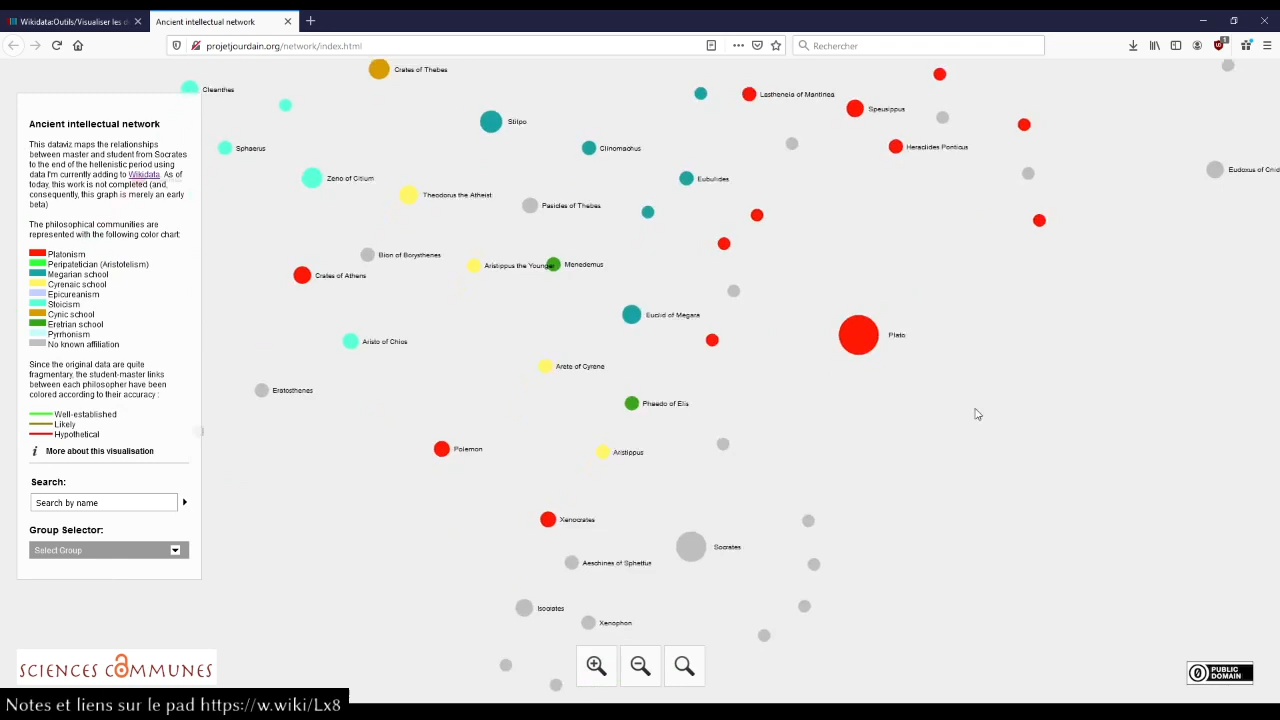 Wikidata:Outils/Visualiser les d
Ancient intellectual network
projetjourdain.org/network/index.html
Rechercher
Crates of Thebes
Cleanthes
Lastheneia of Mantinea
Speusippus
Stilpo
Sphaerus
Clinomachus
Heraclides Ponticus
Eudoxus of Cnid
Zeno of Citium
Eubulides
Theodorus the Atheist
Pasicles of Thebes
Bion of Borysthenes
Aristippus the Younger
Menedemus
Crates of Athens
Euclid of Megara
Plato
Aristo of Chios
Arete of Cyrene
Eratosthenes
Phaedo of Elis
Polemon
Aristippus
Xenocrates
Socrates
Aeschines of Sphettus
Isocrates
Xenophon
Ancient intellectual network
This dataviz maps the relationships
between master and student from Socrates
to the end of the hellenistic period using
data I'm currently adding to Wikidata. As of
today, this work is not completed (and,
consequently, this graph is merely an early
beta)
The philosophical communities are
represented with the following color chart:
Platonism
Peripatetician (Aristotelism)
Megarian school
Cyrenaic school
Epicureanism
Stoicism
Cynic school
Eretrian school
Pyrrhonism
No known affiliation
Since the original data are quite
fragmentary, the student-master links
between each philosopher have been
colored according to their accuracy :
Well-established
Likely
Hypothetical
i More about this visualisation
Search:
Search by name
Group Selector:
Select Group
SCIENCES COMMUNES
PUBLIC
DOMAIN
Notes et liens sur le pad https://w.wiki/Lx8